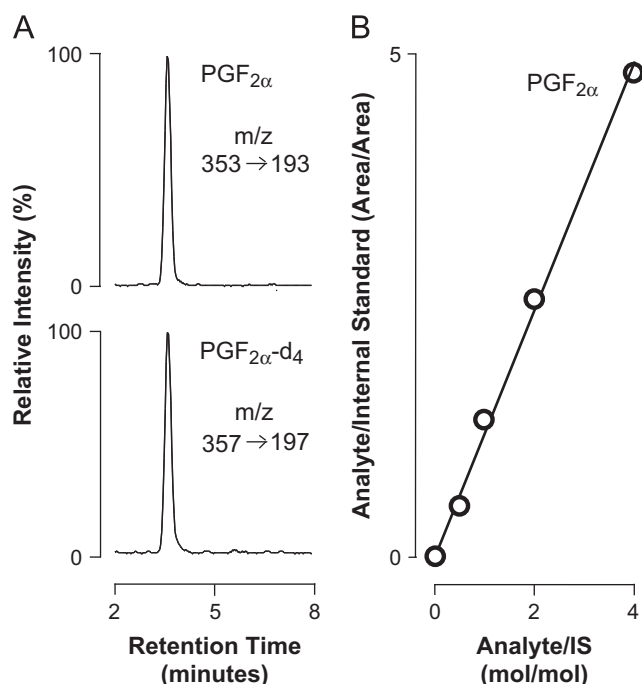 A
Relative Intensity (%)
100
PGF2α
m/z
353→193
0
100
PGF2α-d4
m/z
357→197
0
2 5 8
Retention Time
(minutes)
B
Analyte/Internal Standard (Area/Area)
5
PGF2α
0
0 2 4
Analyte/IS
(mol/mol)